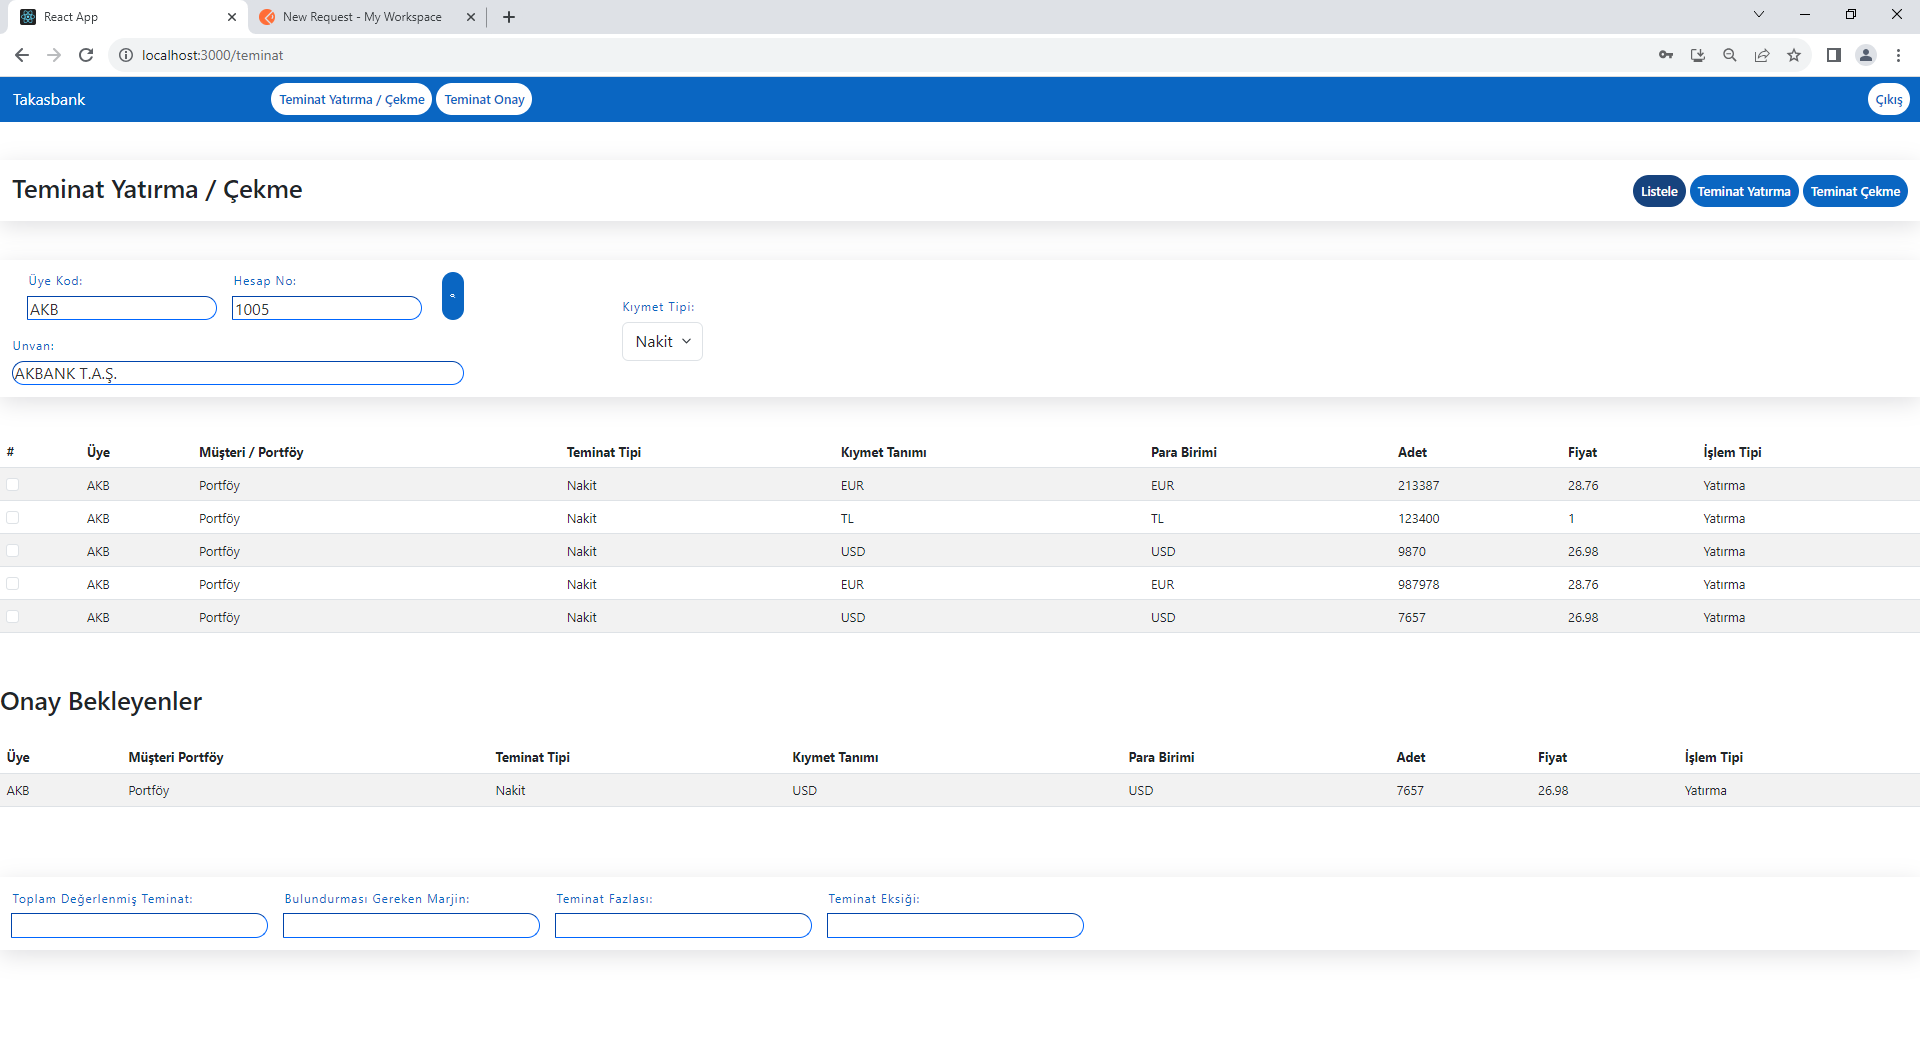 React App
New Request - My Workspace
localhost:3000/teminat
Takasbank Teminat Yatırma / Çekme Teminat Onay Çıkış
Teminat Yatırma / Çekme Listele Teminat Yatırma Teminat Çekme
Üye Kod: Hesap No:
AKB 1005
Kıymet Tipi:
Nakit
Unvan:
AKBANK T.A.Ş.
# Üye Müşteri / Portföy Teminat Tipi Kıymet Tanımı Para Birimi Adet Fiyat İşlem Tipi
AKB Portföy Nakit EUR EUR 213387 28.76 Yatırma
AKB Portföy Nakit TL TL 123400 1 Yatırma
AKB Portföy Nakit USD USD 9870 26.98 Yatırma
AKB Portföy Nakit EUR EUR 987978 28.76 Yatırma
AKB Portföy Nakit USD USD 7657 26.98 Yatırma
Onay Bekleyenler
Üye Müşteri Portföy Teminat Tipi Kıymet Tanımı Para Birimi Adet Fiyat İşlem Tipi
AKB Portföy Nakit USD USD 7657 26.98 Yatırma
Toplam Değerlenmiş Teminat: Bulundurması Gereken Marjin: Teminat Fazlası: Teminat Eksiği: